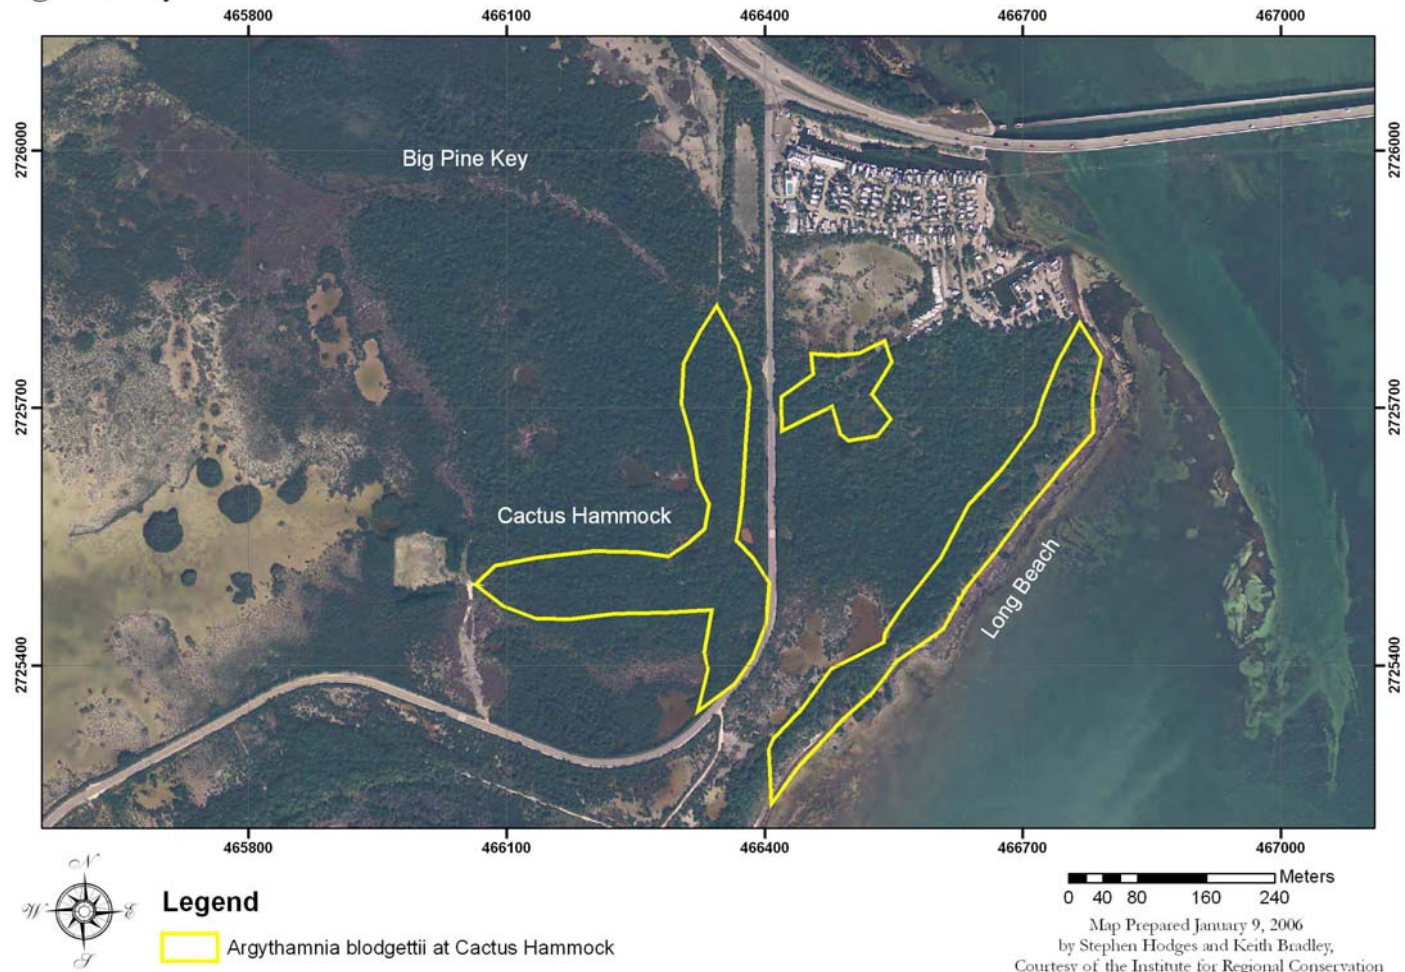 465800 466100 466400 466700 467000
2726000 2726000
Big Pine Key
2725700 2725700
Cactus Hammock
Long Beach
2725400 2725400
465800 466100 466400 466700 467000
N
W E
S
Legend
Argythamnia blodgettii at Cactus Hammock
Meters
0 40 80 160 240
Map Prepared January 9, 2006
by Stephen Hodges and Keith Bradley,
Courtesy of the Institute for Regional Conservation